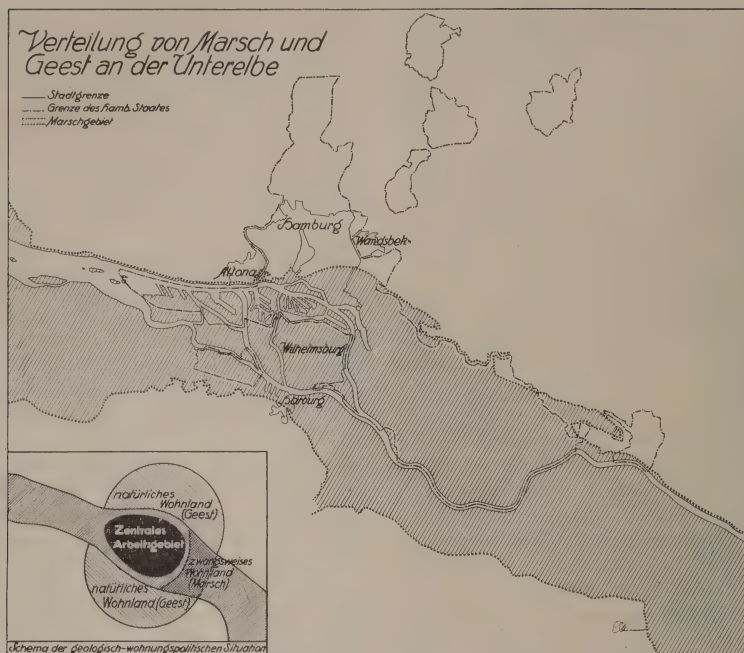 Verteilung von Marsch und
Geest an der Unterelbe
Stadtgrenze
Grenze des Hamb. Staates
Marschgebiet
Hamburg
Wandsbek
Altona
Wilhelmsburg
Harburg
natürliches
Wohnland
(Geest)
Zentrales
Arbeitsgebiet
zwangsweises
Wohnland
(Marsch)
natürliches
Wohnland (Geest)
Schema der geologisch-wohnungspolitischen Situation